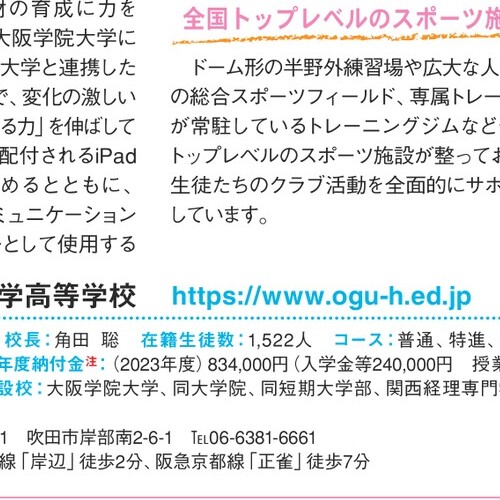 材の育成に力を
大阪学院大学に
大学と連携した
で、変化の激しい
る力」を伸ばして
配付されるiPad
めるとともに、
ミュニケーション
として使用する
全国トップレベルのスポーツ施
ドーム形の半野外練習場や広大な人
の総合スポーツフィールド、専属トレー
が常駐しているトレーニングジムなど
トップレベルのスポーツ施設が整ってお
生徒たちのクラブ活動を全面的にサポ
しています。
学高等学校 https://www.ogu-h.ed.jp
校長：角田 聡 在籍生徒数：1,522人 コース：普通、特進、
年度納付金注：（2023年度）834,000円（入学金等240,000円 授業
設校：大阪学院大学、同大学院、同短期大学部、関西経理専門
1 吹田市岸部南2-6-1 TEL06-6381-6661
線「岸辺」徒歩2分、阪急京都線「正雀」徒歩7分